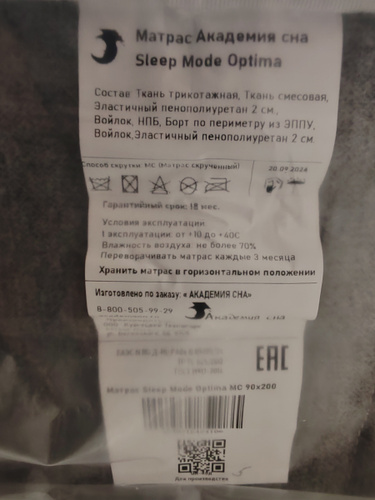 Матрас Академия сна
Sleep Mode Optima
Состав: Ткань трикотажная, Ткань смесовая,
Эластичный пенополиуретан 2 см.,
Войлок, НПБ, Борт по периметру из ЭППУ,
Войлок,Эластичный пенополиуретан 2 см.
Способ скрутки: МС (Матрас скрученный)
20.09.2024
Гарантийный срок: 18 мес.
Условия эксплуатации:
t эксплуатации: от +10 до +60С
Влажность воздуха: не более 70%
Переворачивать матрас каждые 3 месяца
Хранить матрас в горизонтальном положении
Изготовлено по заказу: « АКАДЕМИЯ СНА»
8-800-505-99-29
Академия сна
ЕАС
Матрас Sleep Mode Optima МС 90x200
Для производства